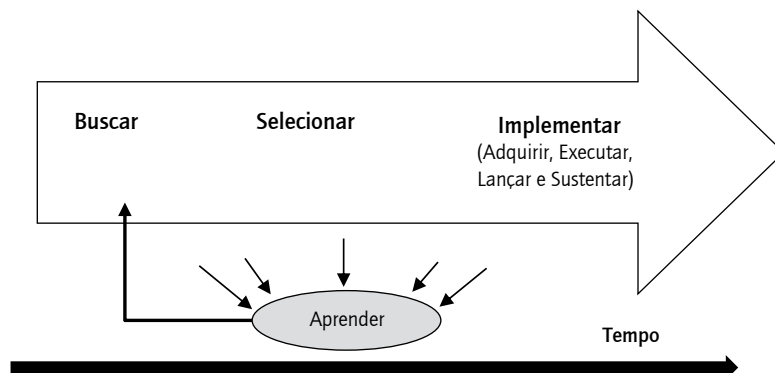 Buscar
Selecionar
Implementar
(Adquirir, Executar,
Lançar e Sustentar)
Aprender
Tempo